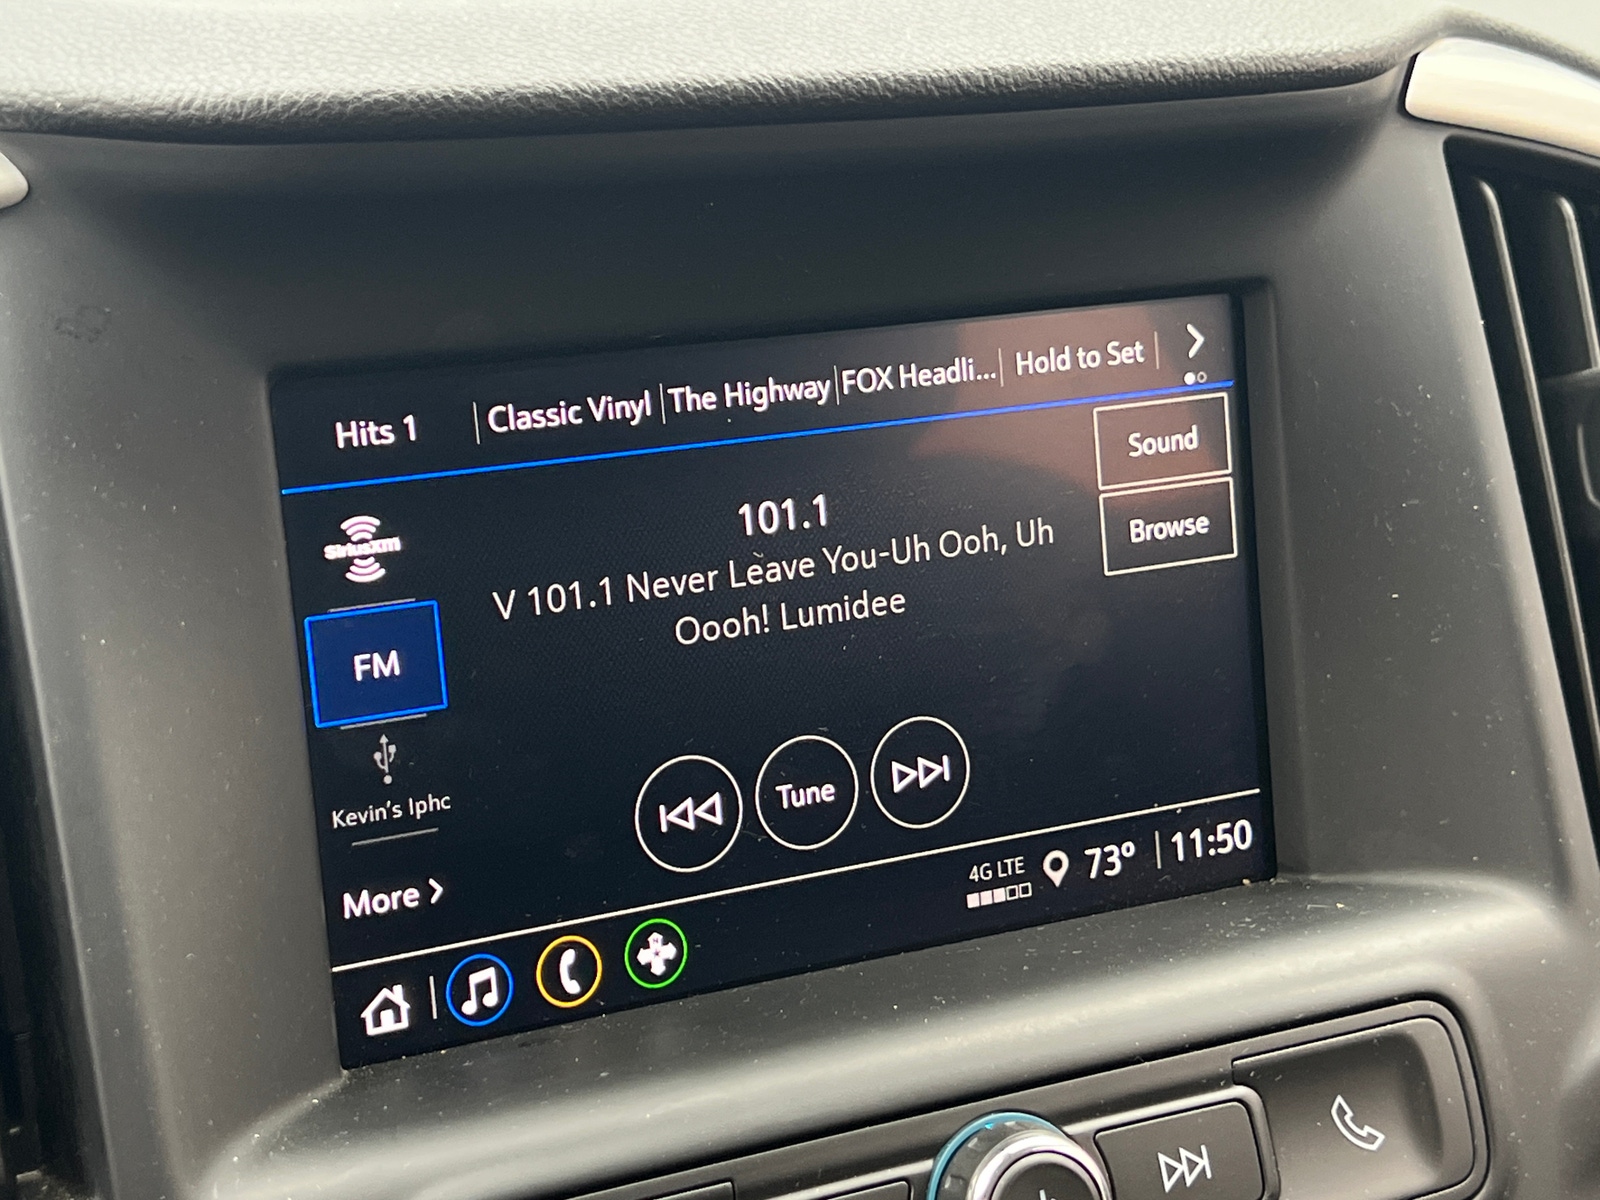 Hits 1
Classic Vinyl
The Highway
FOX Headli...
Hold to Set
SiriusXM
FM
Kevin's Iphc
More
101.1
V 101.1 Never Leave You-Uh Ooh, Uh
Oooh! Lumidee
Sound
Browse
Tune
4G LTE
73°
11:50